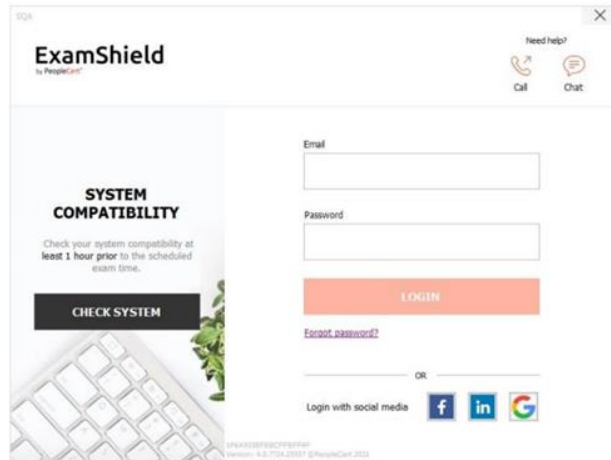 SQA
ExamShield
by PeopleCert
Need help?
Call
Chat
SYSTEM
COMPATIBILITY
Check your system compatibility at
least 1 hour prior to the scheduled
exam time.
CHECK SYSTEM
Email
Password
LOGIN
Forgot password?
OR
Login with social media
f
in
G